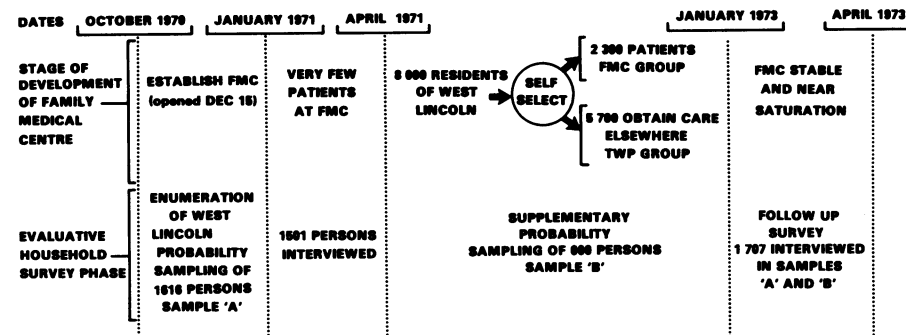 DATES
OCTOBER 1970
JANUARY 1971
APRIL 1971
JANUARY 1973
APRIL 1973
STAGE OF
DEVELOPMENT
OF FAMILY
MEDICAL
CENTRE
ESTABLISH FMC
(opened DEC 15)
VERY FEW
PATIENTS
AT FMC
8 000 RESIDENTS
OF WEST
LINCOLN
SELF
SELECT
2 300 PATIENTS
FMC GROUP
5 700 OBTAIN CARE
ELSEWHERE
TWP GROUP
FMC STABLE
AND NEAR
SATURATION
EVALUATIVE
HOUSEHOLD
SURVEY PHASE
ENUMERATION
OF WEST
LINCOLN
PROBABILITY
SAMPLING OF
1616 PERSONS
SAMPLE 'A'
1501 PERSONS
INTERVIEWED
SUPPLEMENTARY
PROBABILITY
SAMPLING OF PERSONS
SAMPLE 'B'
FOLLOW UP
SURVEY
1 707 INTERVIEWED
IN SAMPLES
'A' AND 'B'